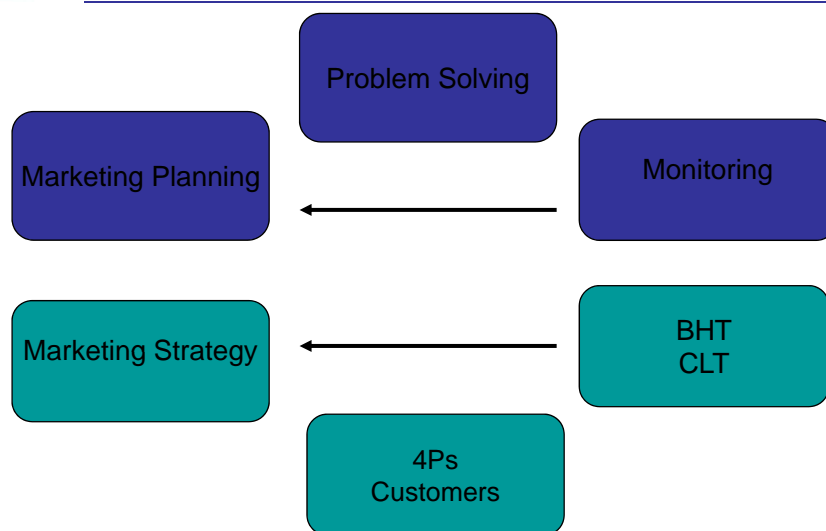 Problem Solving
Marketing Planning
Monitoring
Marketing Strategy
BHT
CLT
4Ps
Customers